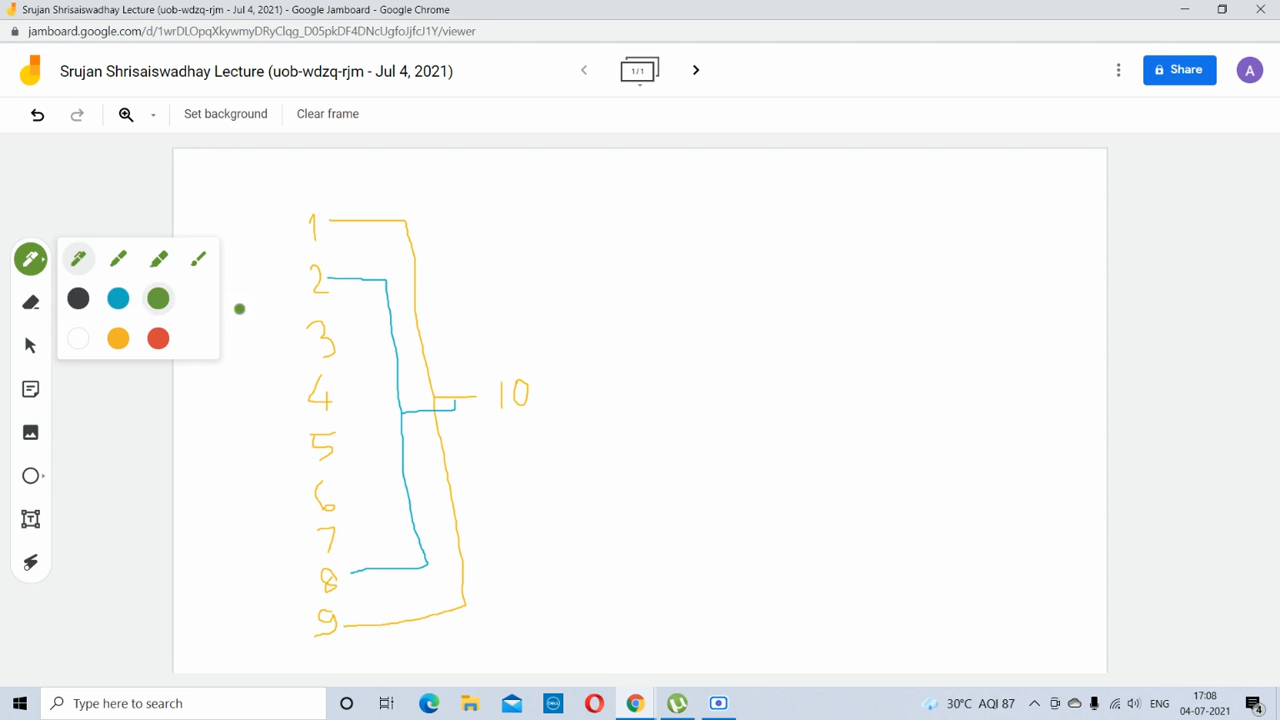 Srujan Shrisaiswadhay Lecture (uob-wdzq-rjm - Jul 4, 2021) - Google Jamboard - Google Chrome
jamboard.google.com/d/1wrDLOpqXkywmyDRyClqg_D05pkDF4DNcUgfoJjfcJ1Y/viewer
Srujan Shrisaiswadhay Lecture (uob-wdzq-rjm - Jul 4, 2021)
1/1
Share
A
Set background
Clear frame
1
2
3
4
10
5
6
7
8
9
Type here to search
30°C AQI 87
ENG
17:08
04-07-2021
4